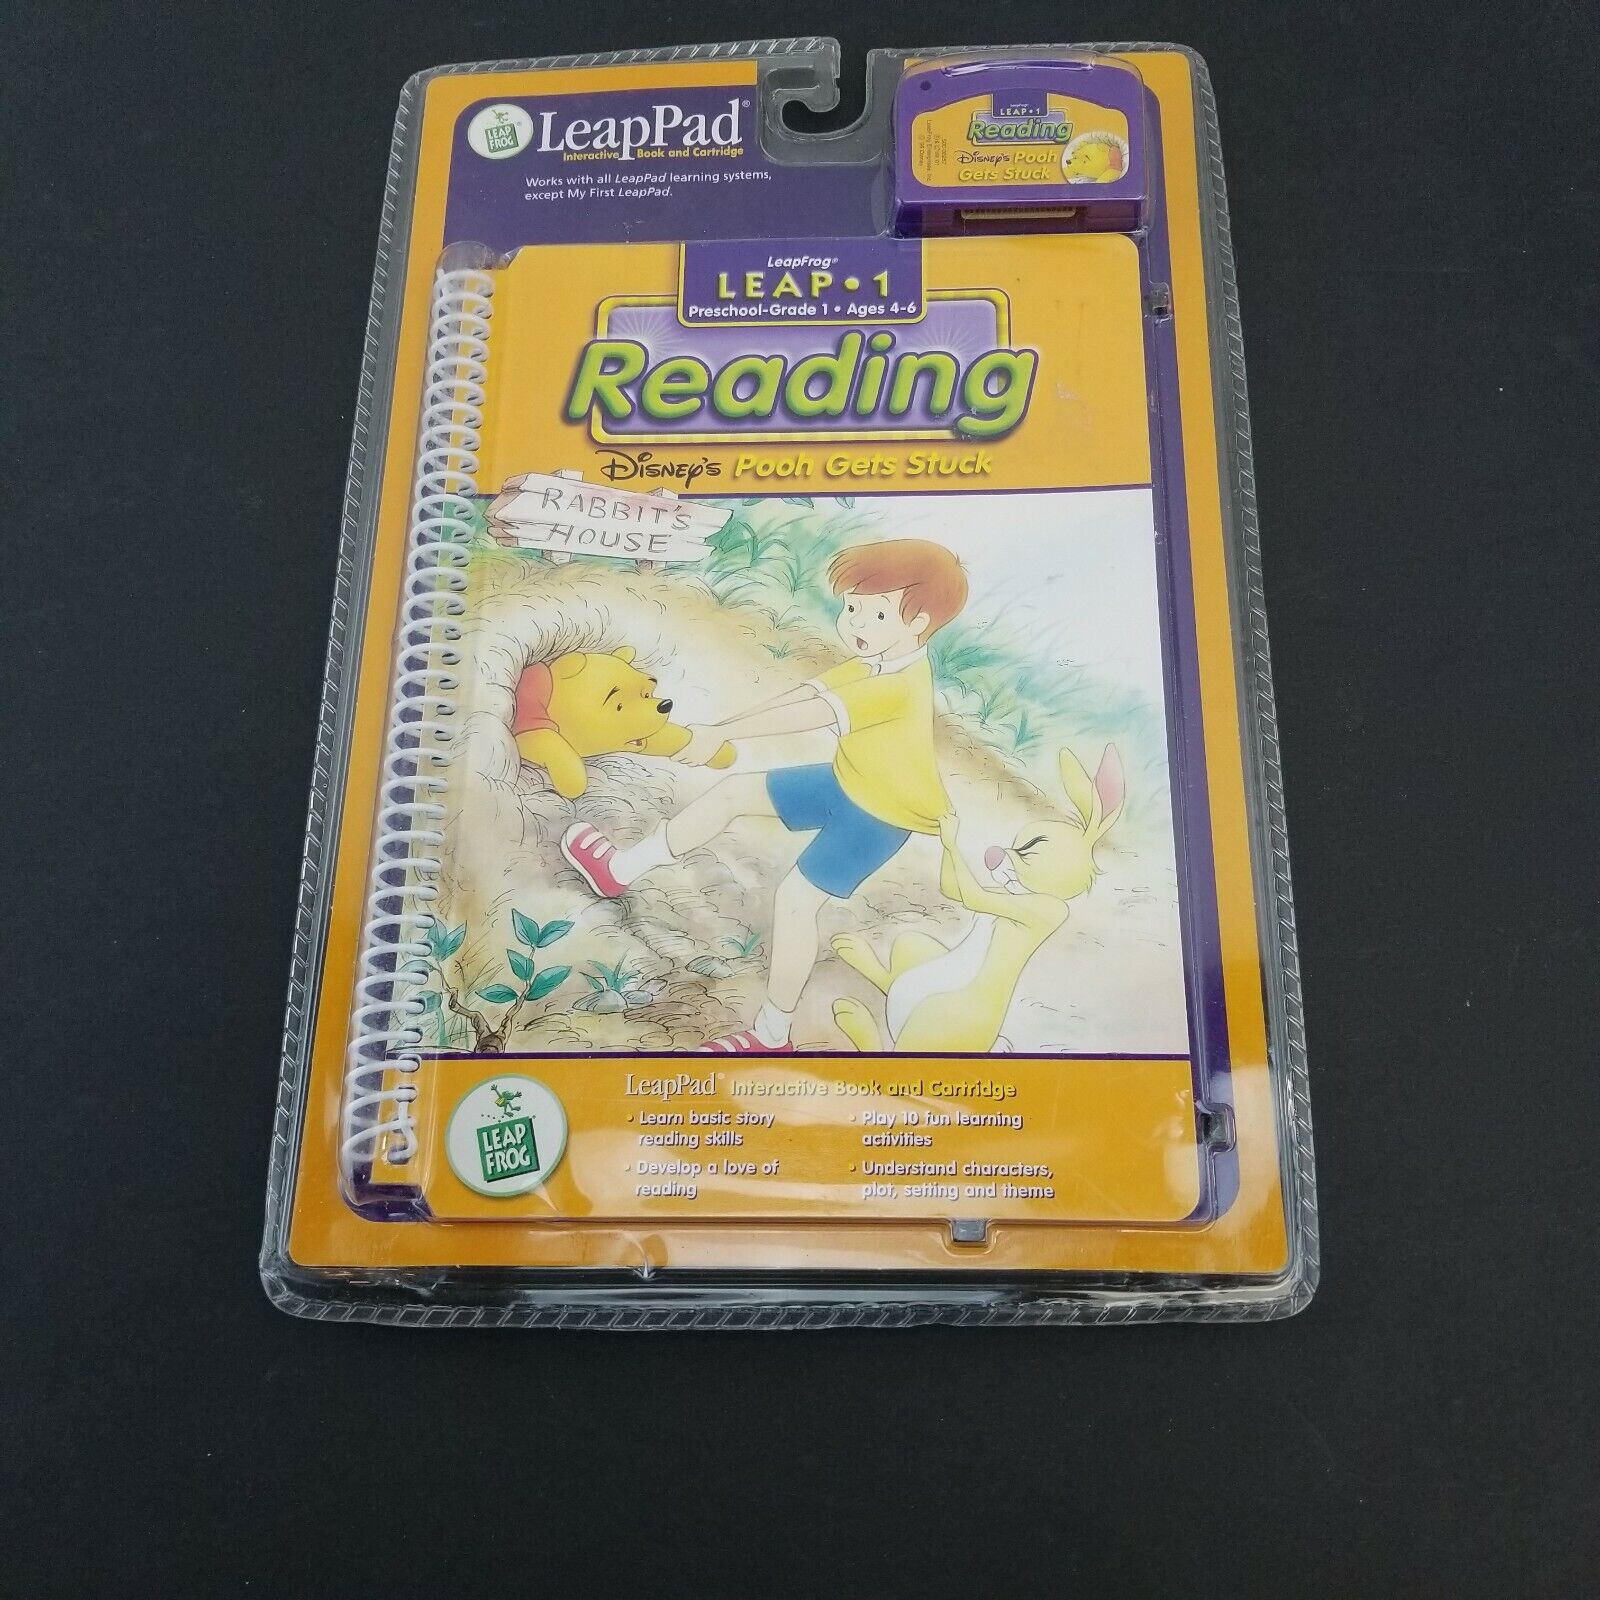 LEAP
FROG
LeapPad®
Interactive Book and Cartridge
Works with all LeapPad learning systems,
except My First LeapPad.
LEAP • 1
Reading
Disney's Pooh
Gets Stuck
LeapFrog®
LEAP • 1
Preschool-Grade 1 • Ages 4-6
Reading
Disney's Pooh Gets Stuck
RABBIT'S
HOUSE
LEAP
FROG
LeapPad® Interactive Book and Cartridge
• Learn basic story
reading skills
• Develop a love of
reading
• Play 10 fun learning
activities
• Understand characters,
plot, setting and theme